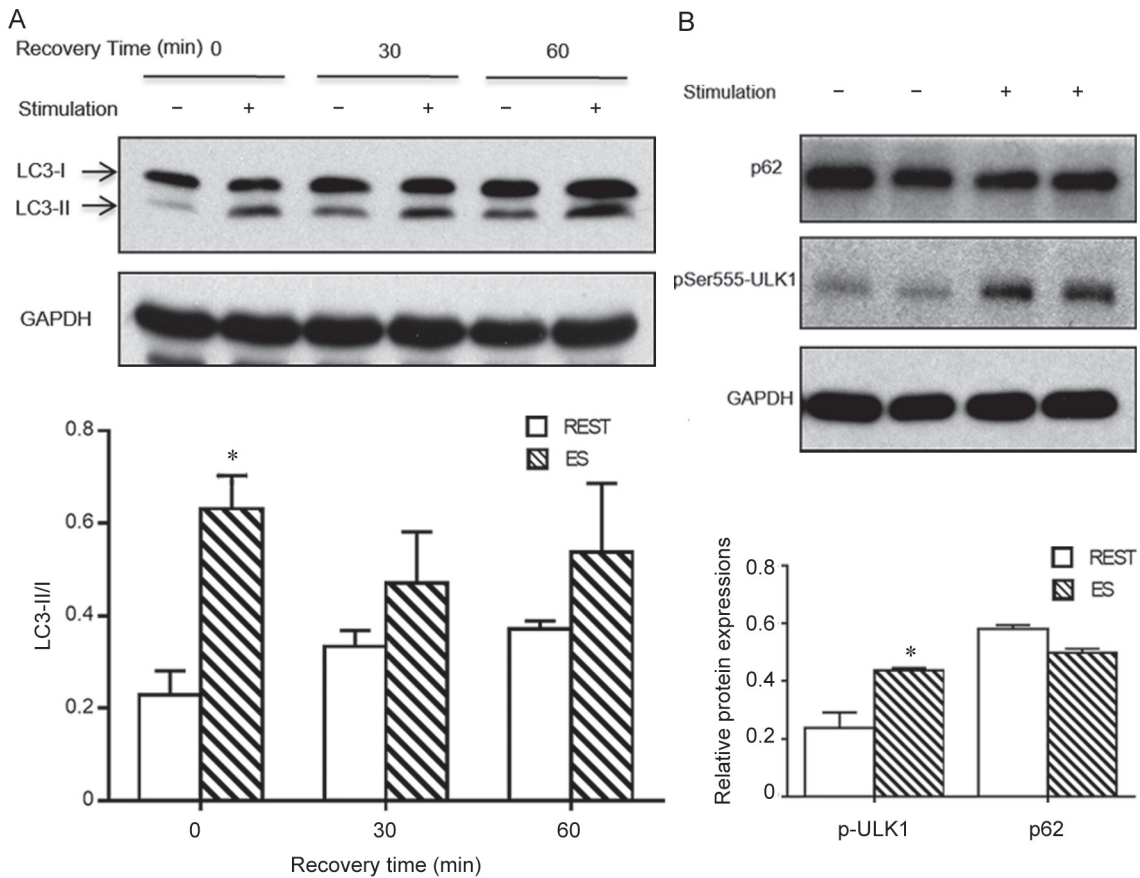 A
Recovery Time (min) 0 30 60
Stimulation − + − + − +
LC3-I
LC3-II
GAPDH
0.8
0.6
0.4
0.2
0
LC3-II/I
*
REST
ES
0 30 60
Recovery time (min)
B
Stimulation − − + +
p62
pSer555-ULK1
GAPDH
Relative protein expressions
0.8
0.6
0.4
0.2
0
*
REST
ES
p-ULK1 p62